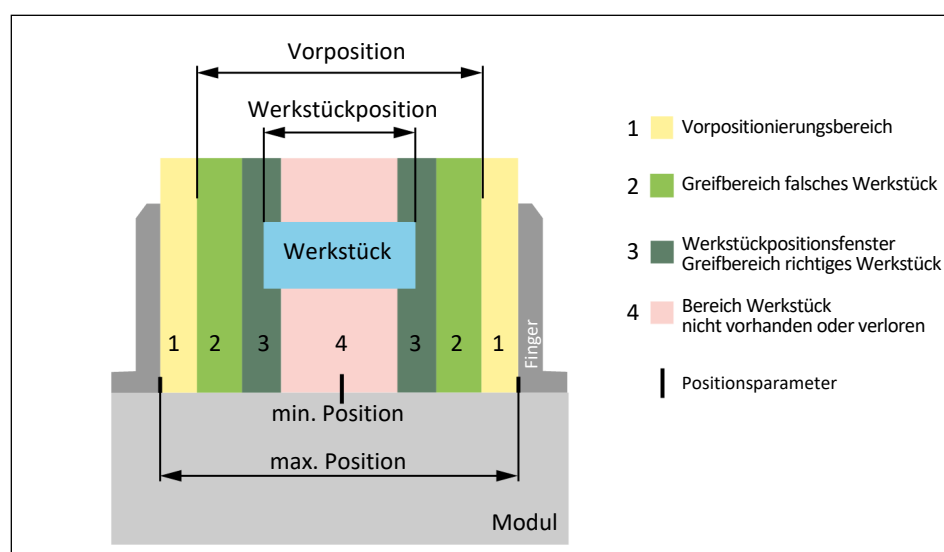 Vorposition
Werkstückposition
Werkstück
1 2 3 4 3 2 1
Finger
min. Position
max. Position
Modul
1 Vorpositionierungsbereich
2 Greifbereich falsches Werkstück
3 Werkstückpositionsfenster
Greifbereich richtiges Werkstück
4 Bereich Werkstück
nicht vorhanden oder verloren
Positionsparameter